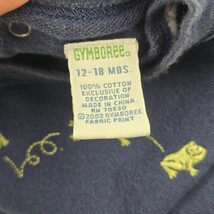 GYMBOREE®
12-18 MOS.
100% COTTON
EXCLUSIVE OF
DECORATION
MADE IN CHINA
RN 70530
©2002 GYMBOREE
FABRIC PRINT